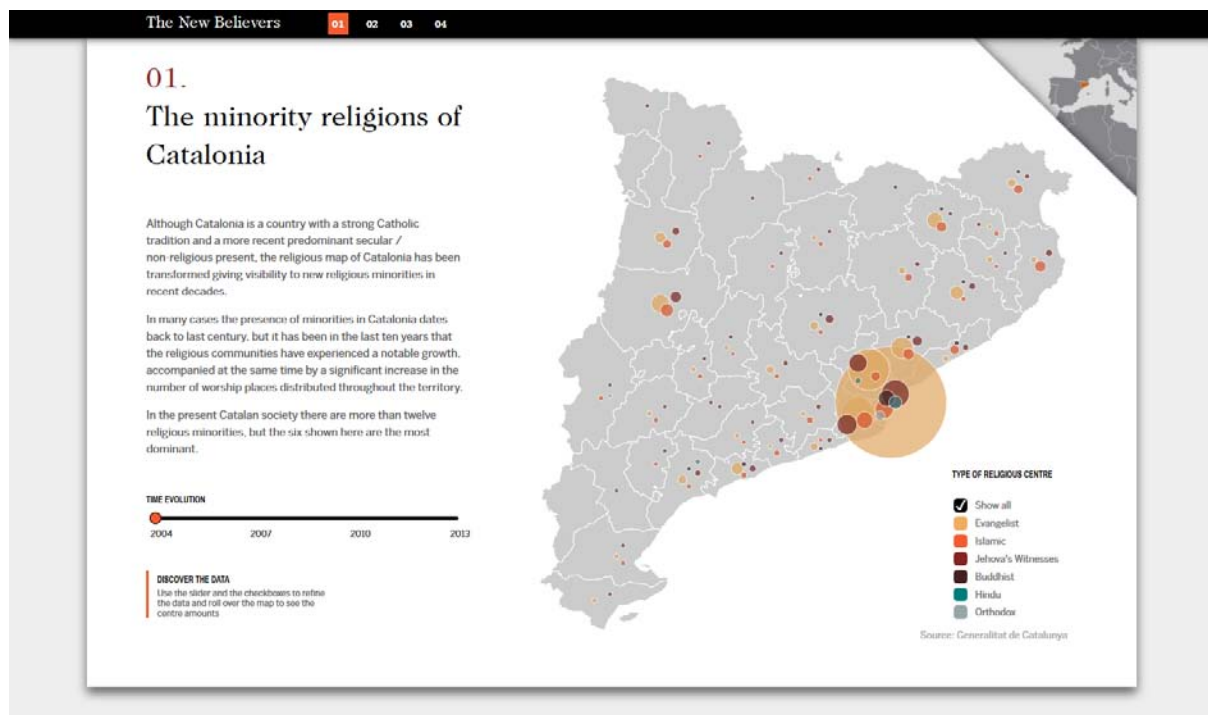 The New Believers 01 02 03 04
01.
The minority religions of
Catalonia
Although Catalonia is a country with a strong Catholic
tradition and a more recent predominant secular /
non-religious present, the religious map of Catalonia has been
transformed giving visibility to new religious minorities in
recent decades.
In many cases the presence of minorities in Catalonia dates
back to last century, but it has been in the last ten years that
the religious communities have experienced a notable growth,
accompanied at the same time by a significant increase in the
number of worship places distributed throughout the territory.
In the present Catalan society there are more than twelve
religious minorities, but the six shown here are the most
dominant.
TIME EVOLUTION
2004 2007 2010 2013
DISCOVER THE DATA
Use the slider and the checkboxes to refine
the data and roll over the map to see the
centre amounts
TYPE OF RELIGIOUS CENTRE
Show all
Evangelist
Islamic
Jehova's Witnesses
Buddhist
Hindu
Orthodox
Source: Generalitat de Catalunya